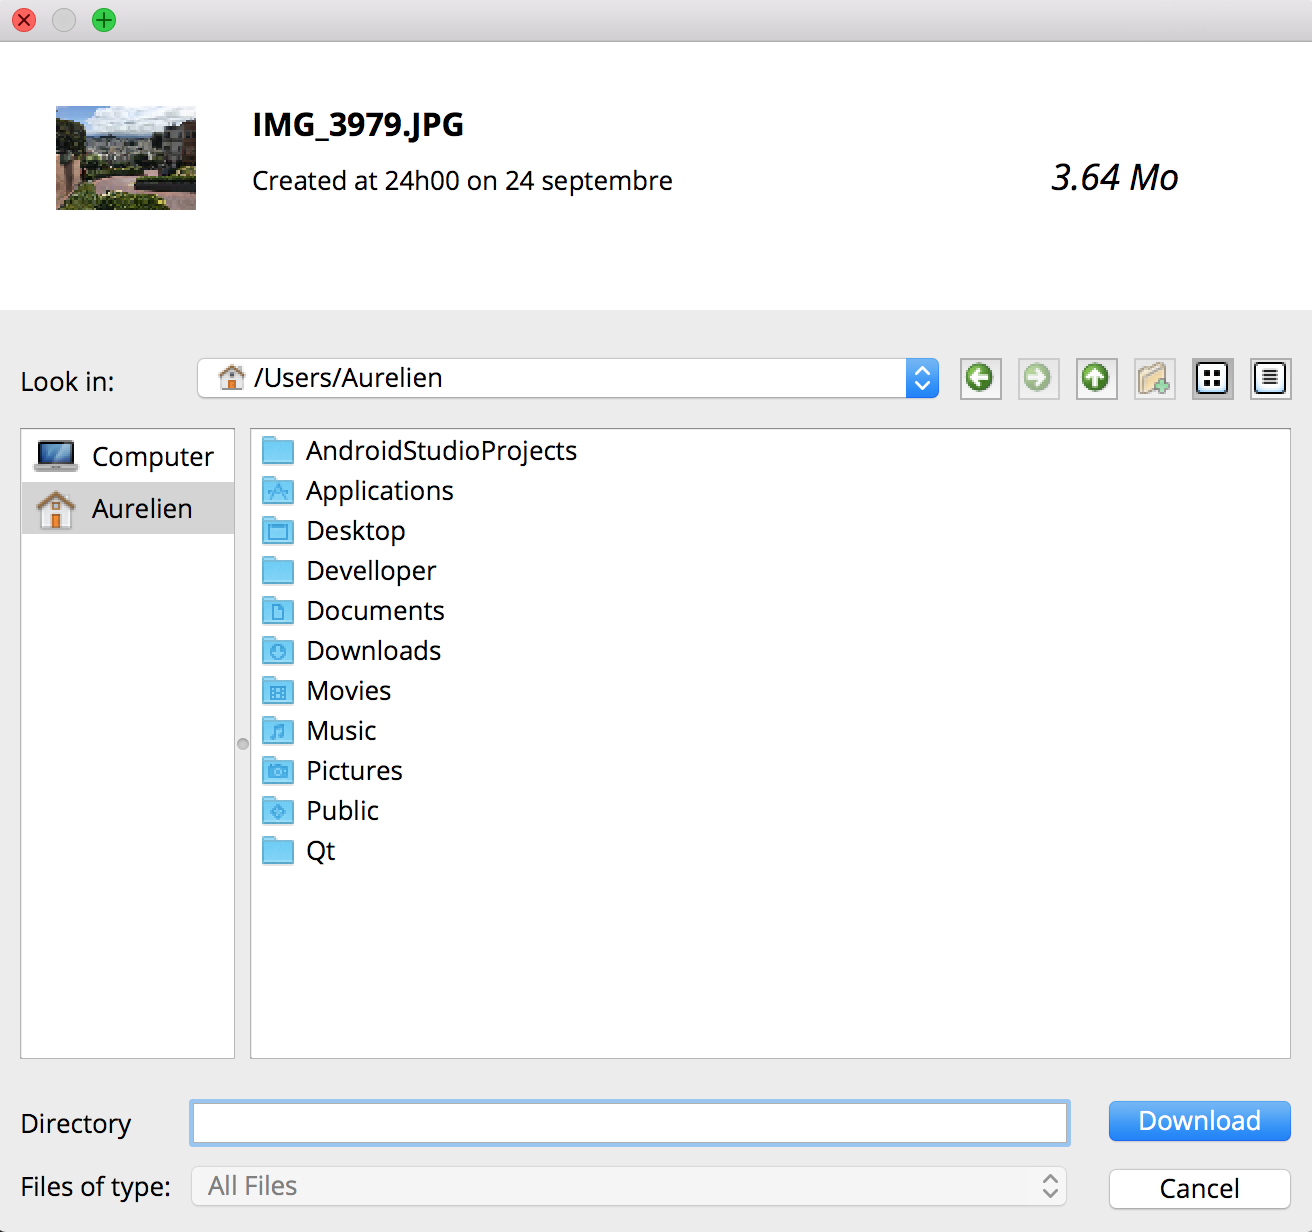 IMG_3979.JPG
Created at 24h00 on 24 septembre
3.64 Mo
Look in:
/Users/Aurelien
Computer
Aurelien
AndroidStudioProjects
Applications
Desktop
Develloper
Documents
Downloads
Movies
Music
Pictures
Public
Qt
Directory
Download
Files of type:
All Files
Cancel